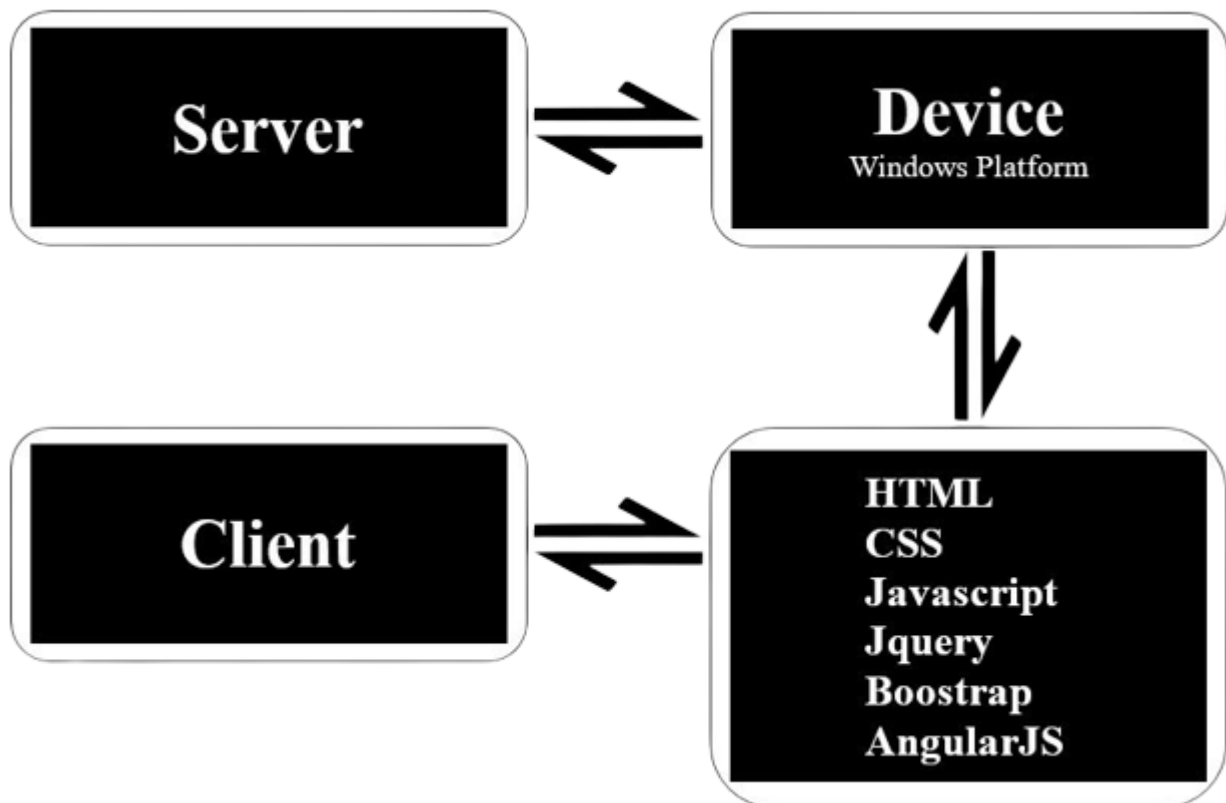 Server
Device
Windows Platform
Client
HTML
CSS
Javascript
Jquery
Boostrap
AngularJS